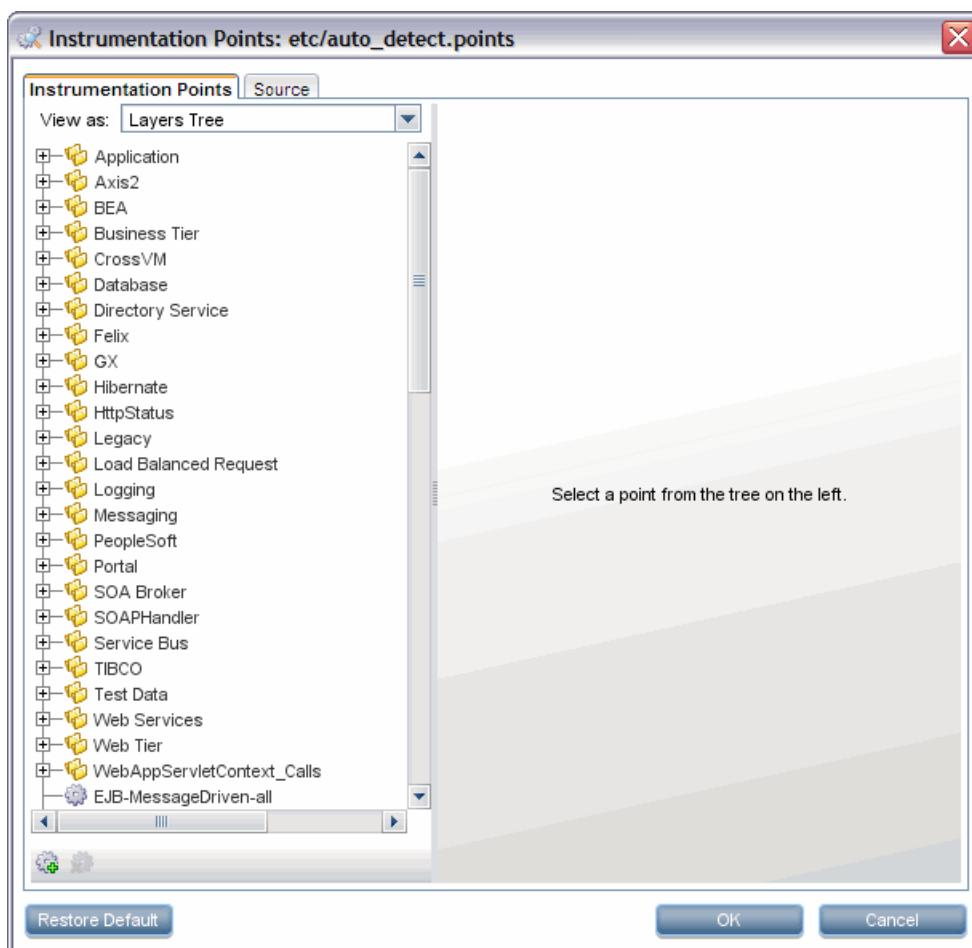 Instrumentation Points: etc/auto_detect.points
Instrumentation Points Source
View as: Layers Tree
Application
Axis2
BEA
Business Tier
CrossVM
Database
Directory Service
Felix
GX
Hibernate
HttpStatus
Legacy
Load Balanced Request
Logging
Messaging
PeopleSoft
Portal
SOA Broker
SOAPHandler
Service Bus
TIBCO
Test Data
Web Services
Web Tier
WebAppServletContext_Calls
EJB-MessageDriven-all
Select a point from the tree on the left.
Restore Default OK Cancel